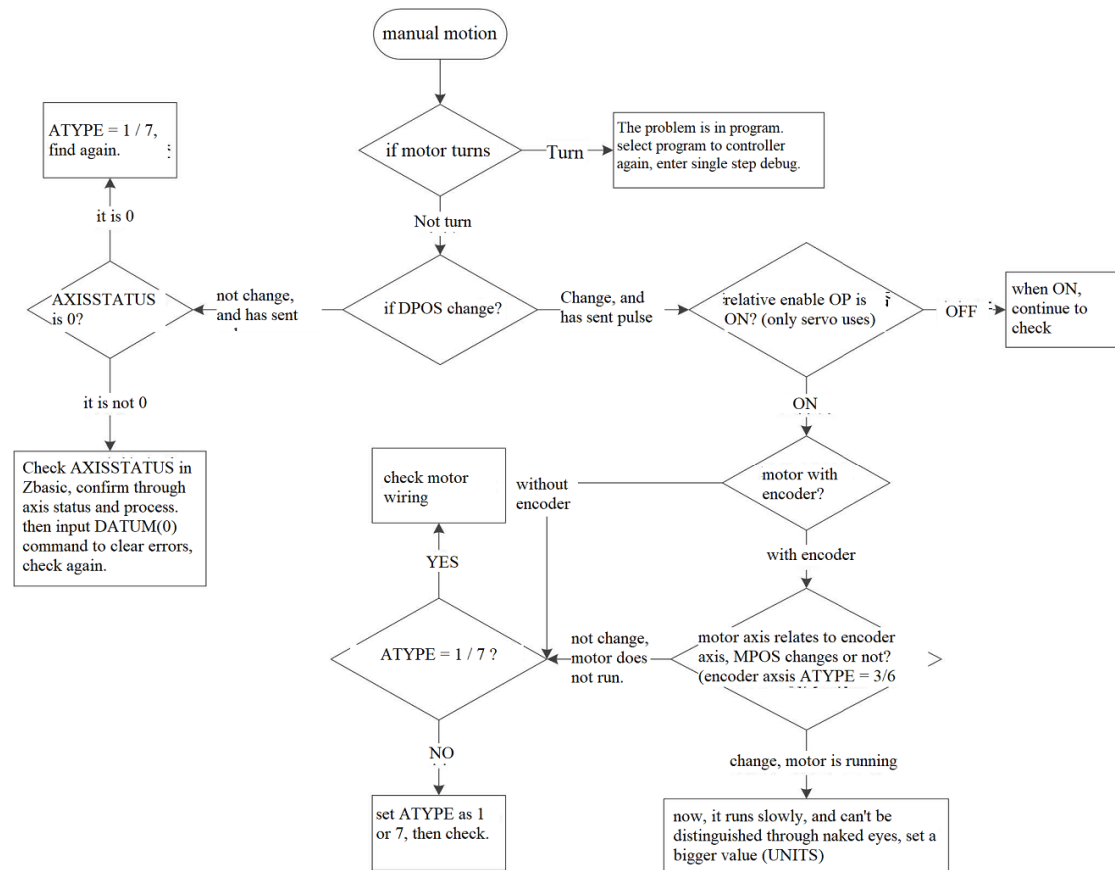 manual motion
if motor turns
Turn
The problem is in program.
select program to controller
again, enter single step debug.
ATYPE = 1 / 7,
find again.
it is 0
Not turn
AXISSTATUS
is 0?
not change,
and has sent
if DPOS change?
Change, and
has sent pulse
relative enable OP is
ON? (only servo uses)
OFF
when ON,
continue to
check
it is not 0
ON
Check AXISSTATUS in
Zbasic, confirm through
axis status and process.
then input DATUM(0)
command to clear errors,
check again.
check motor
wiring
without
encoder
motor with
encoder?
YES
with encoder
ATYPE = 1 / 7 ?
not change,
motor does
not run.
motor axis relates to encoder
axis, MPOS changes or not?
(encoder axsis ATYPE = 3/6
NO
change, motor is running
set ATYPE as 1
or 7, then check.
now, it runs slowly, and can't be
distinguished through naked eyes, set a
bigger value (UNITS)